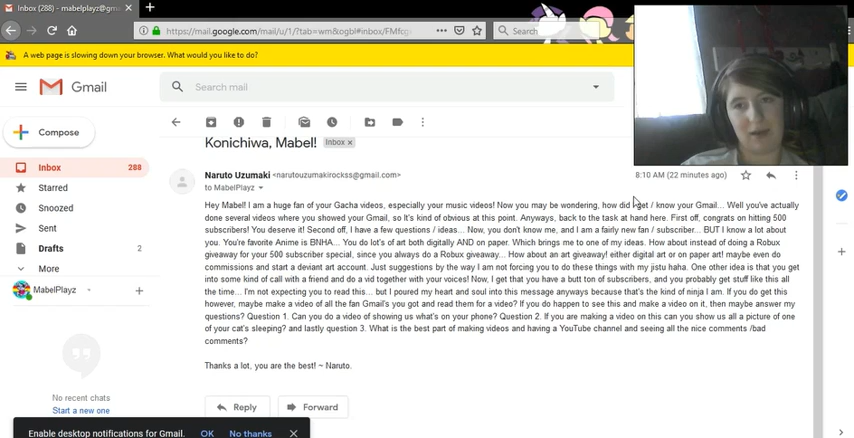 Inbox (288) - mabelplayz@gm
https://mail.google.com/mail/u/1/?tab=wm&ogbl#inbox/FMfcg
Search
A web page is slowing down your browser. What would you like to do?
Gmail
Search mail
Compose
Konichiwa, Mabel!
Inbox x
Inbox 288
Starred
Snoozed
Sent
Drafts 2
More
MabelPlayz
No recent chats
Start a new one
Naruto Uzumaki <narutouzumakirockss@gmail.com>
8:10 AM (22 minutes ago)
to MabelPlayz
Hey Mabel! I am a huge fan of your Gacha videos, especially your music videos! Now you may be wondering, how did I get / know your Gmail... Well you've actually
done several videos where you showed your Gmail, so It's kind of obvious at this point. Anyways, back to the task at hand here. First off, congrats on hitting 500
subscribers! You deserve it! Second off, I have a few questions / ideas... Now, you don't know me, and I am a fairly new fan / subscriber... BUT I know a lot about
you. You're favorite Anime is BNHA... You do lot's of art both digitally AND on paper. Which brings me to one of my ideas. How about instead of doing a Robux
giveaway for your 500 subscriber special, since you always do a Robux giveaway... How about an art giveaway! either digital art or on paper art! maybe even do
commissions and start a deviant art account. Just suggestions by the way I am not forcing you to do these things with my jistu haha. One other idea is that you get
into some kind of call with a friend and do a vid together with your voices! Now, I get that you have a butt ton of subscribers, and you probably get stuff like this all
the time... I'm not expecting you to read this... but I poured my heart and soul into this message anyways because that's the kind of ninja I am. If you do get this
however, maybe make a video of all the fan Gmail's you got and read them for a video? If you do happen to see this and make a video on it, then maybe answer my
questions? Question 1. Can you do a video of showing us what's on your phone? Question 2. If you are making a video on this can you show us all a picture of one
of your cat's sleeping? and lastly question 3. What is the best part of making videos and having a YouTube channel and seeing all the nice comments /bad
comments?
Thanks a lot, you are the best! ~ Naruto.
Reply
Forward
Enable desktop notifications for Gmail. OK No thanks